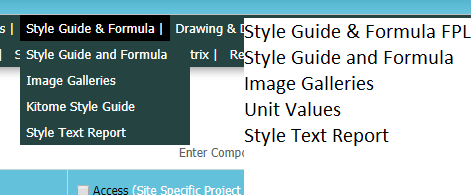 s | Style Guide & Formula | Drawing & D
| S
Style Guide and Formula
trix | Re
Image Galleries
Kitome Style Guide
Style Text Report
Enter Compo
Access (Site Specific Project
Style Guide & Formula FPL
Style Guide and Formula
Image Galleries
Unit Values
Style Text Report